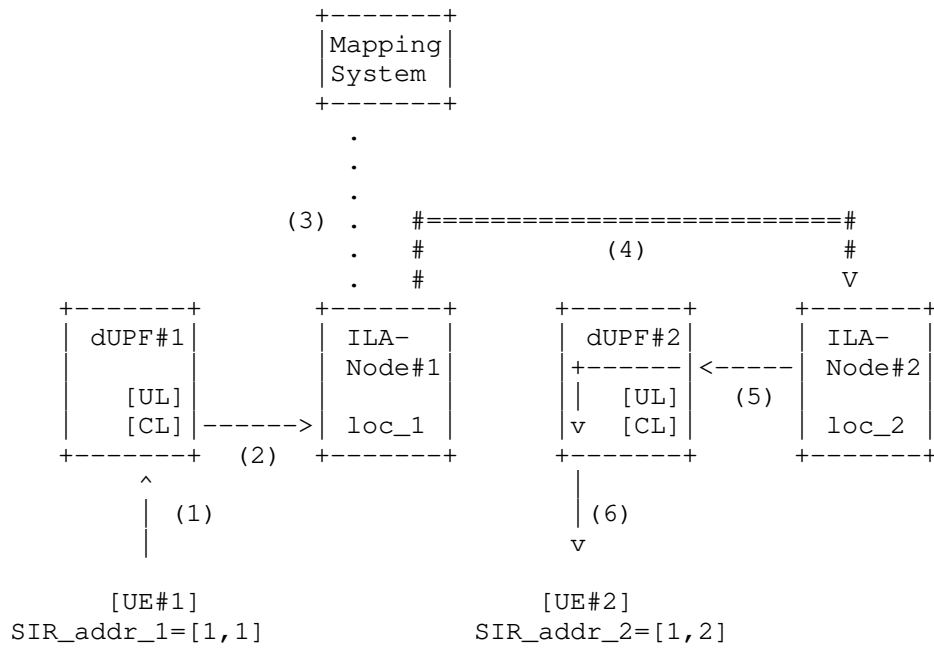 Mapping
System
(3)
(4)
dUPF#1 ILA- dUPF#2 ILA-
Node#1 Node#2
[UL] [UL] (5)
[CL] loc_1 v [CL] loc_2
(2)
(1) (6)
v
[UE#1] [UE#2]
SIR_addr_1=[1,1] SIR_addr_2=[1,2]